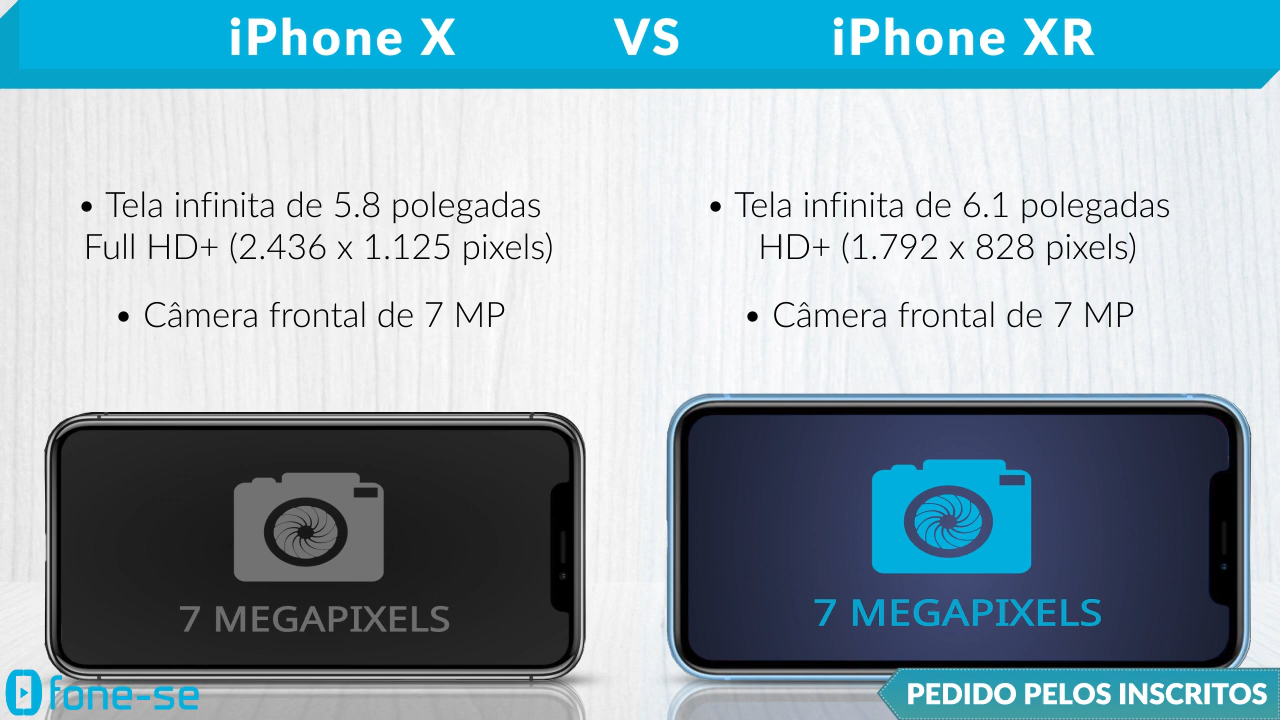 iPhone X VS iPhone XR
• Tela infinita de 5.8 polegadas
Full HD+ (2.436 x 1.125 pixels)
• Câmera frontal de 7 MP
• Tela infinita de 6.1 polegadas
HD+ (1.792 x 828 pixels)
• Câmera frontal de 7 MP
7 MEGAPIXELS
7 MEGAPIXELS
fone-se
PEDIDO PELOS INSCRITOS